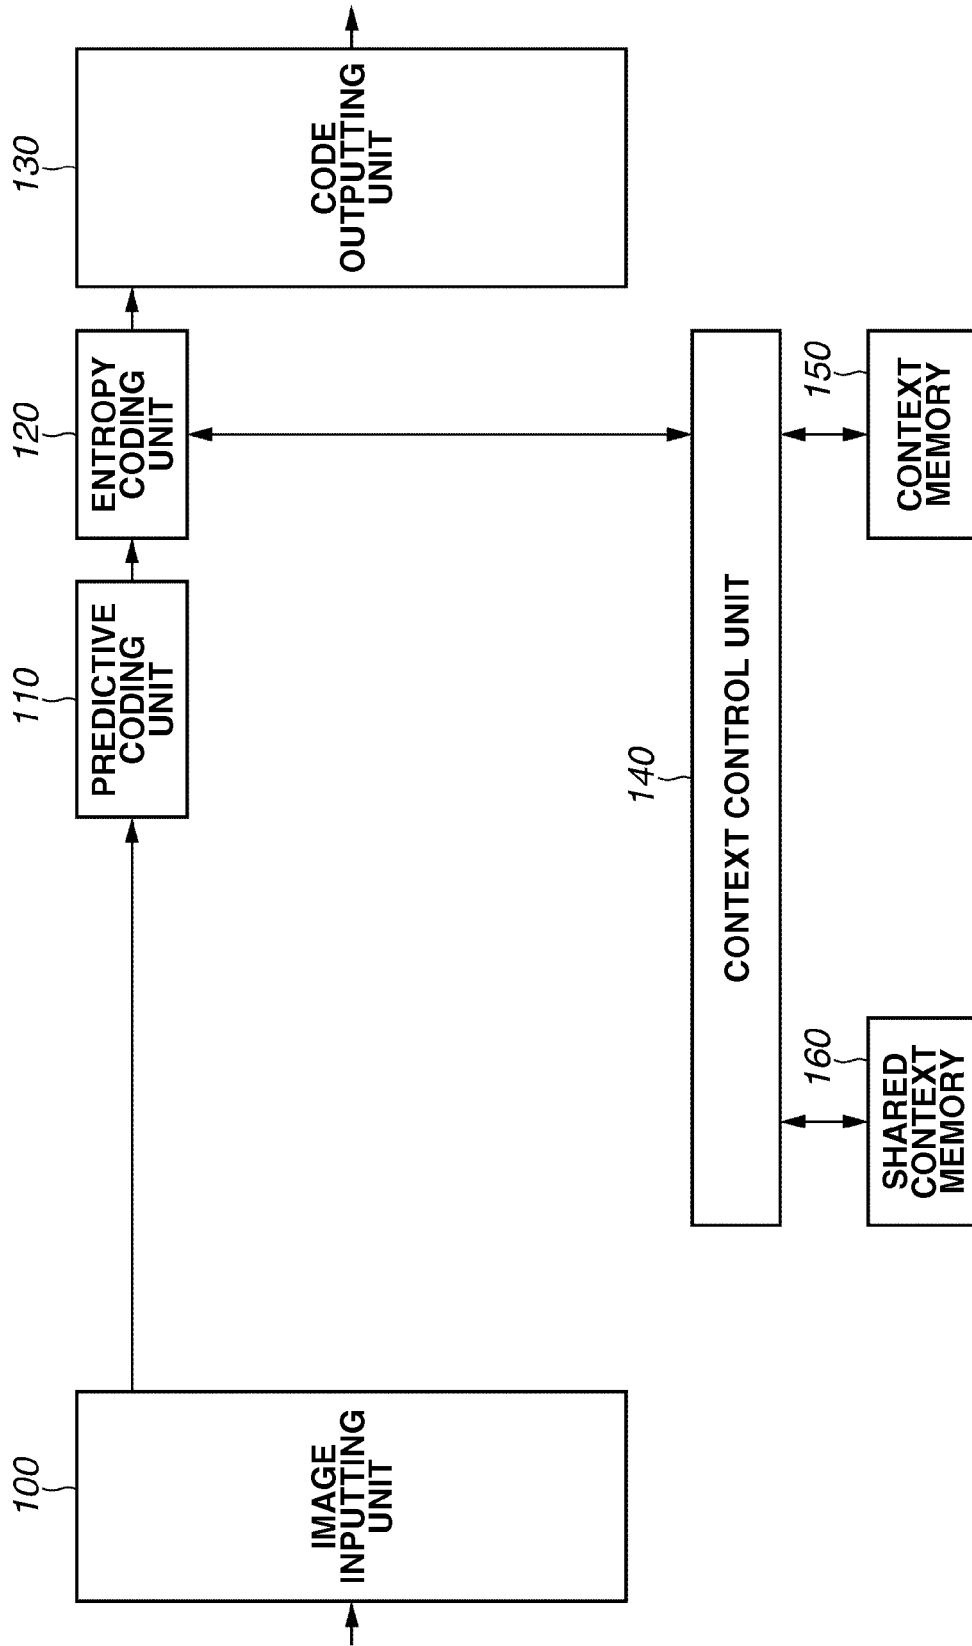 100
IMAGE
INPUTTING
UNIT
110
PREDICTIVE
CODING
UNIT
120
ENTROPY
CODING
UNIT
130
CODE
OUTPUTTING
UNIT
140
CONTEXT CONTROL UNIT
160
SHARED
CONTEXT
MEMORY
150
CONTEXT
MEMORY